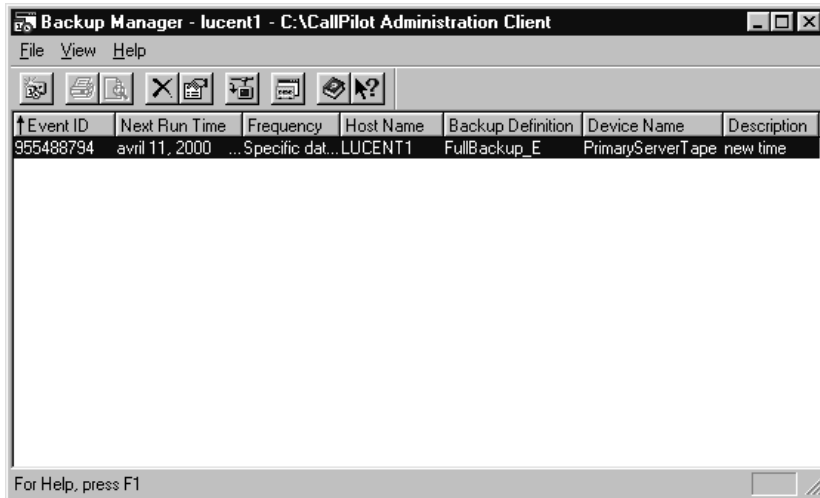 Backup Manager - lucent1 - C:\CallPilot Administration Client
File View Help
Event ID Next Run Time Frequency Host Name Backup Definition Device Name Description
955488794 avril 11, 2000 ...Specific dat...LUCENT1 FullBackup_E PrimaryServerTape new time
For Help, press F1